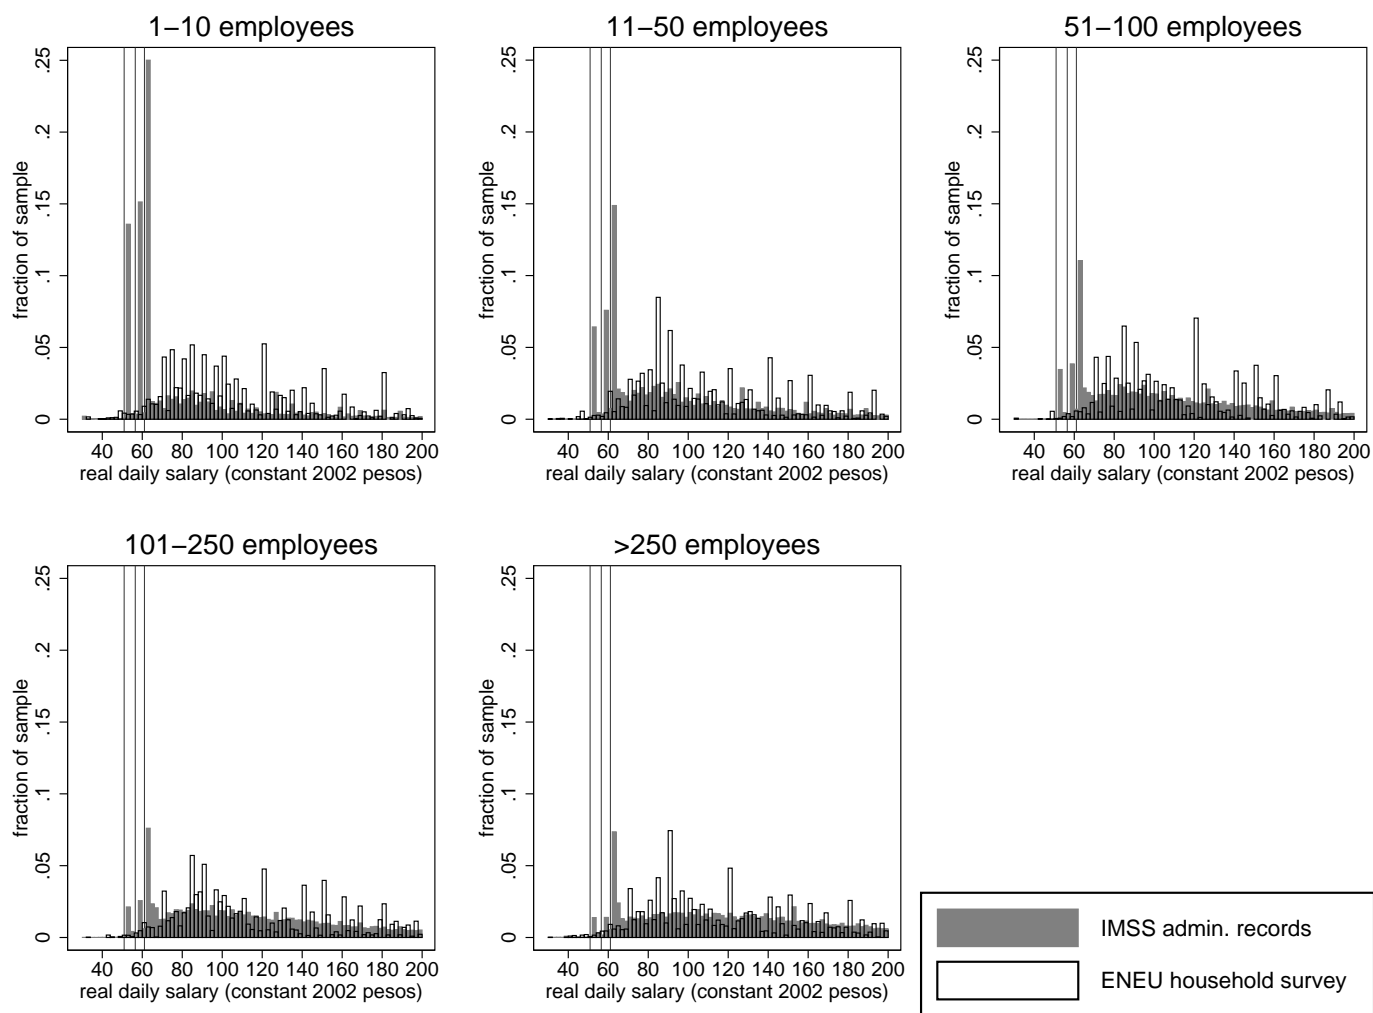 1–10 employees
fraction of sample
0 .05 .1 .15 .2 .25
40 60 80 100 120 140 160 180 200
real daily salary (constant 2002 pesos)
11–50 employees
fraction of sample
0 .05 .1 .15 .2 .25
40 60 80 100 120 140 160 180 200
real daily salary (constant 2002 pesos)
51–100 employees
fraction of sample
0 .05 .1 .15 .2 .25
40 60 80 100 120 140 160 180 200
real daily salary (constant 2002 pesos)
101–250 employees
fraction of sample
0 .05 .1 .15 .2 .25
40 60 80 100 120 140 160 180 200
real daily salary (constant 2002 pesos)
>250 employees
fraction of sample
0 .05 .1 .15 .2 .25
40 60 80 100 120 140 160 180 200
real daily salary (constant 2002 pesos)
IMSS admin. records
ENEU household survey